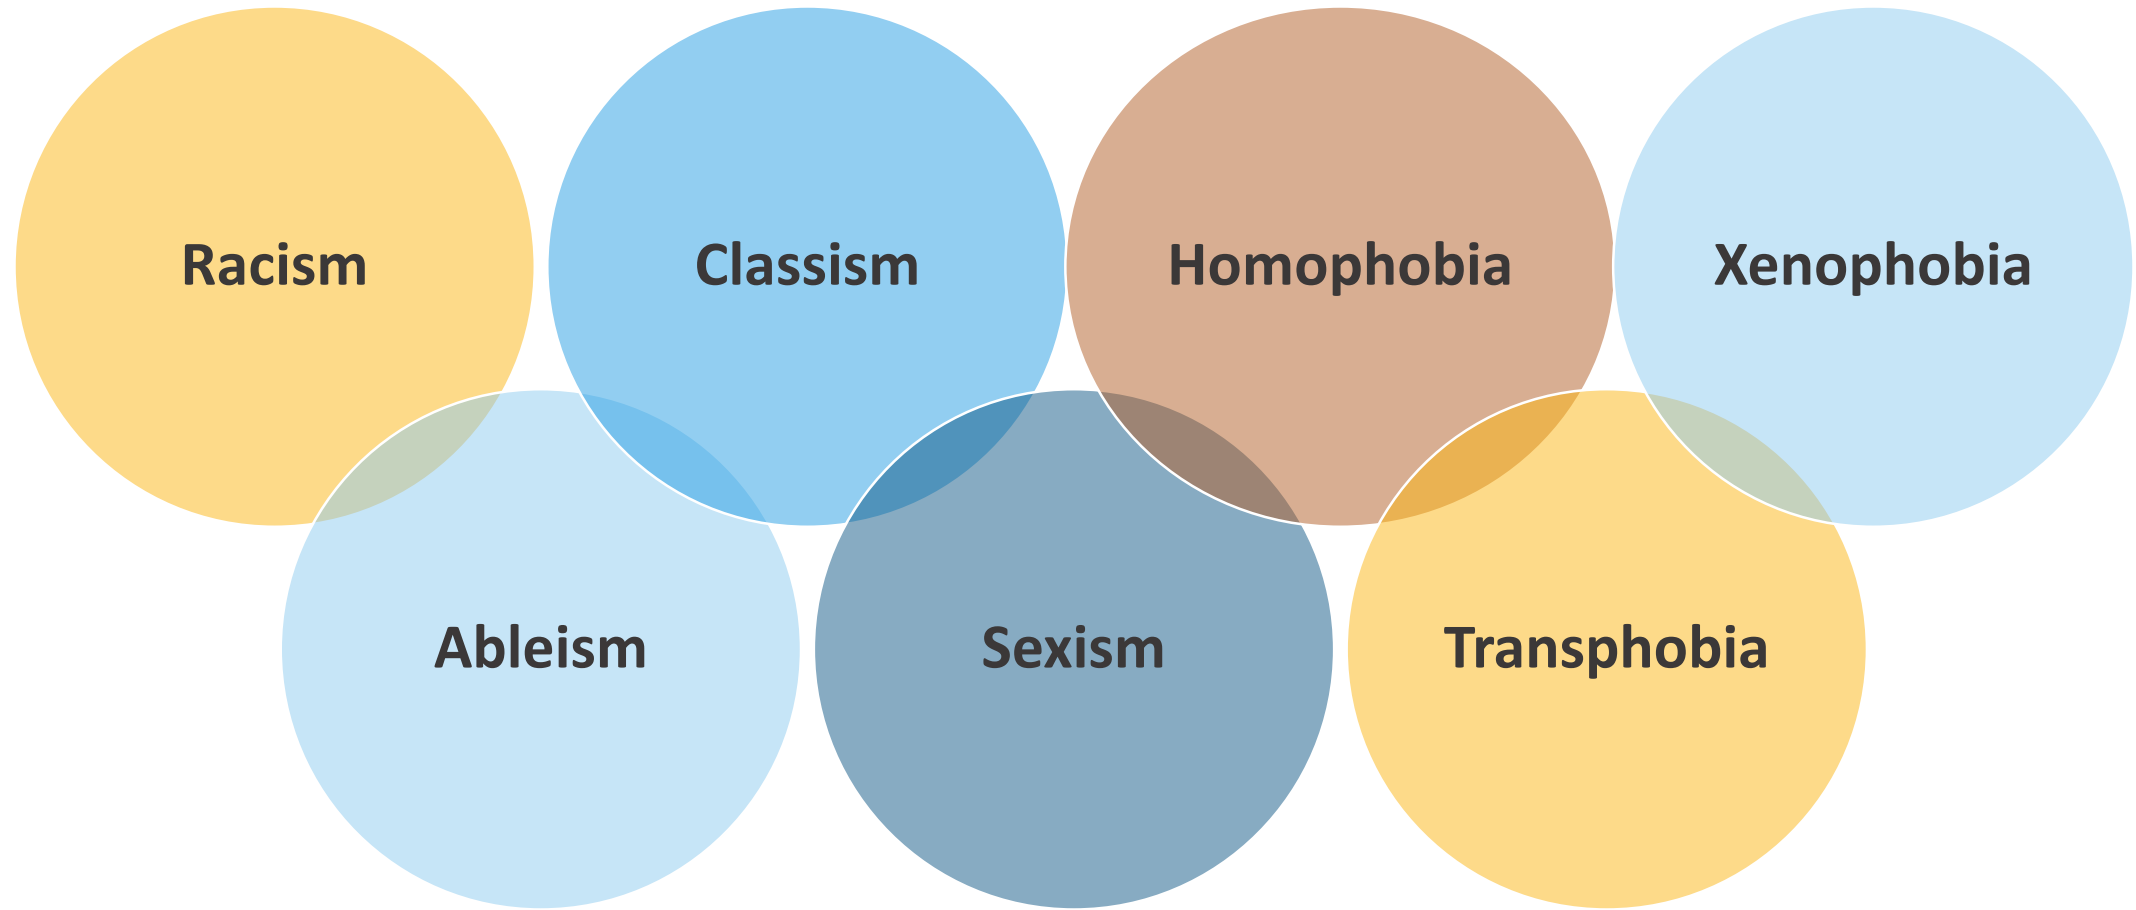 Racism
Classism
Homophobia
Xenophobia
Ableism
Sexism
Transphobia